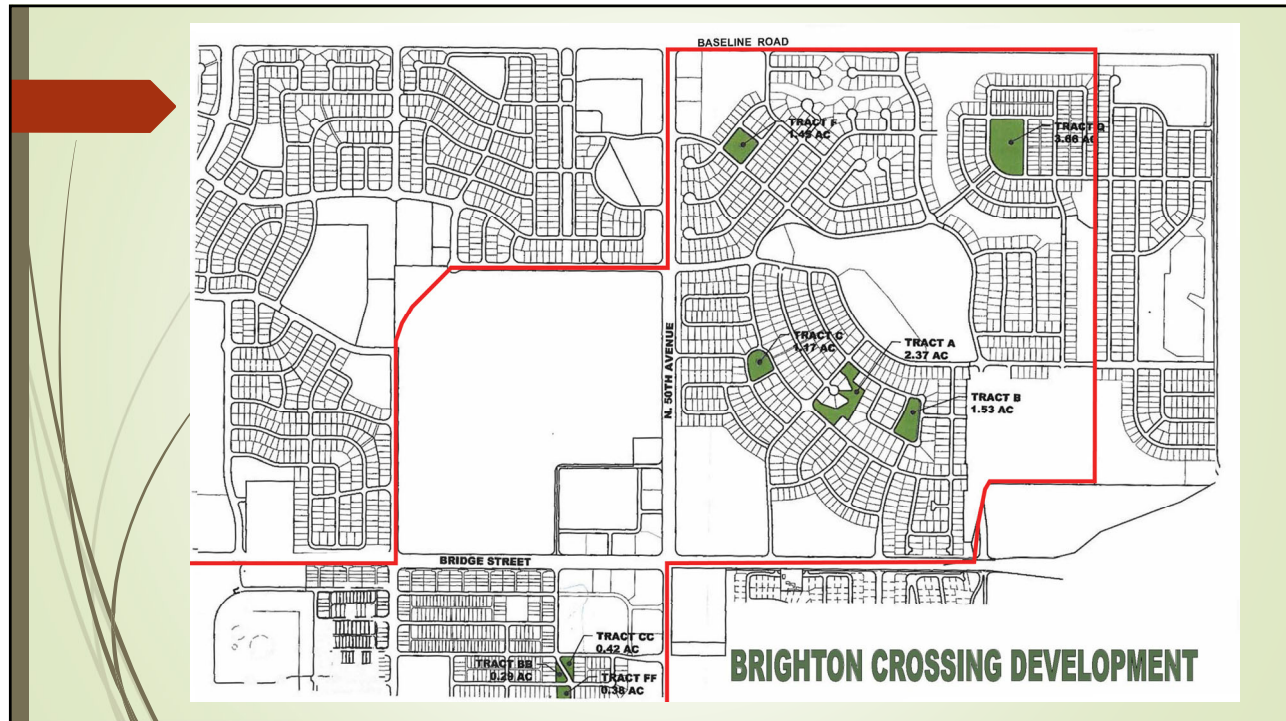 BASELINE ROAD
TRACT F
1.45 AC
TRACT Q
3.66 AC
N. 50TH AVENUE
TRACT C
1.17 AC
TRACT A
2.37 AC
TRACT B
1.53 AC
BRIDGE STREET
TRACT CC
0.42 AC
TRACT BB
0.29 AC
TRACT FF
0.38 AC
BRIGHTON CROSSING DEVELOPMENT